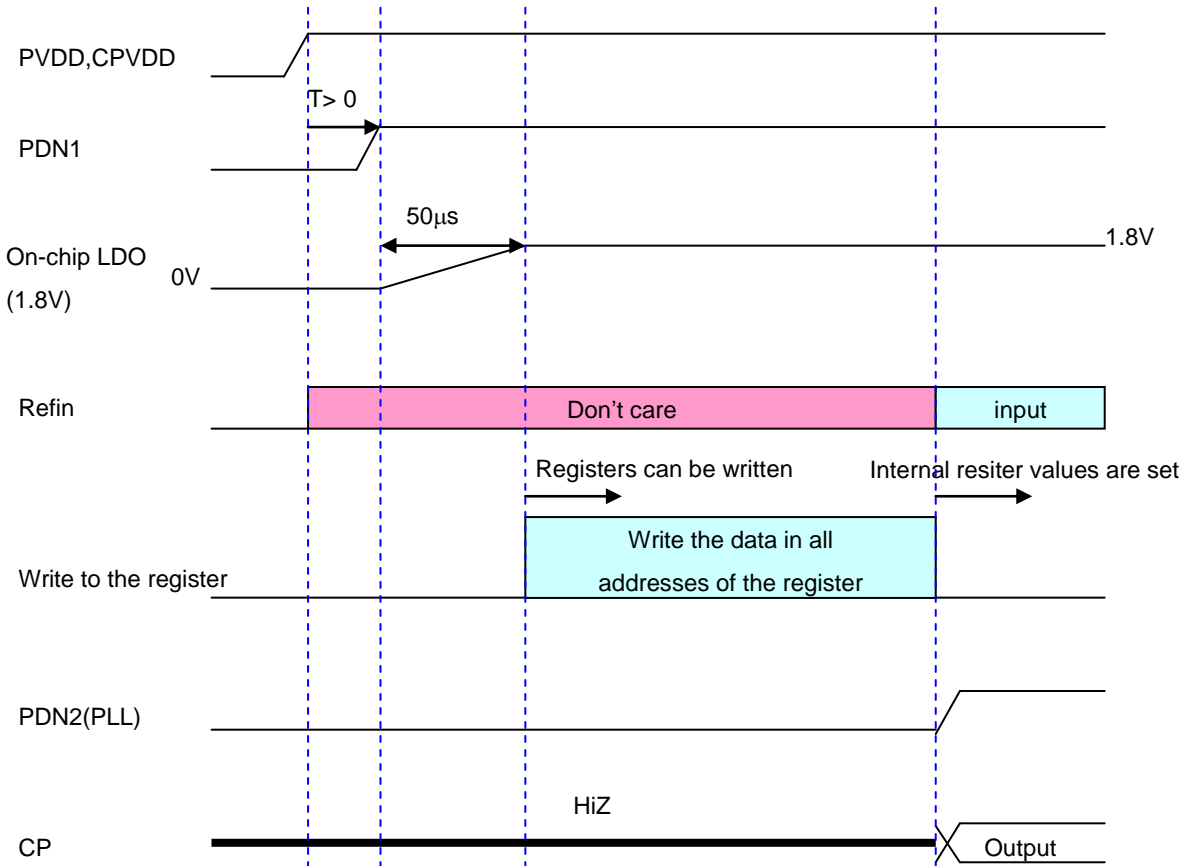 PVDD,CPVDD
T> 0
PDN1
50μs
On-chip LDO
(1.8V)
0V
1.8V
Refin
Don't care
input
Registers can be written
Internal resiter values are set
Write to the register
Write the data in all
addresses of the register
PDN2(PLL)
HiZ
CP
Output